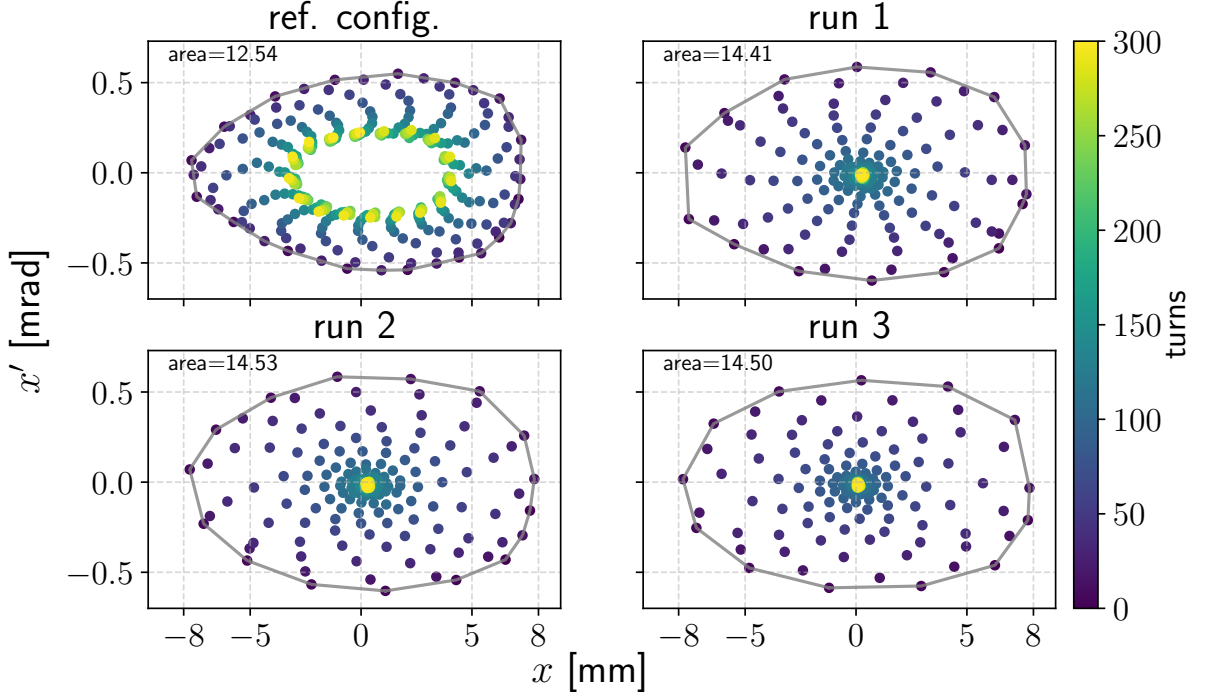 ref. config.
run 1
area=12.54
area=14.41
0.5
0.0
−0.5
run 2
run 3
area=14.53
area=14.50
0.5
0.0
−0.5
−8
−5
0
5
8
−8
−5
0
5
8
x [mm]
x′ [mrad]
300
250
200
150
100
50
0
turns